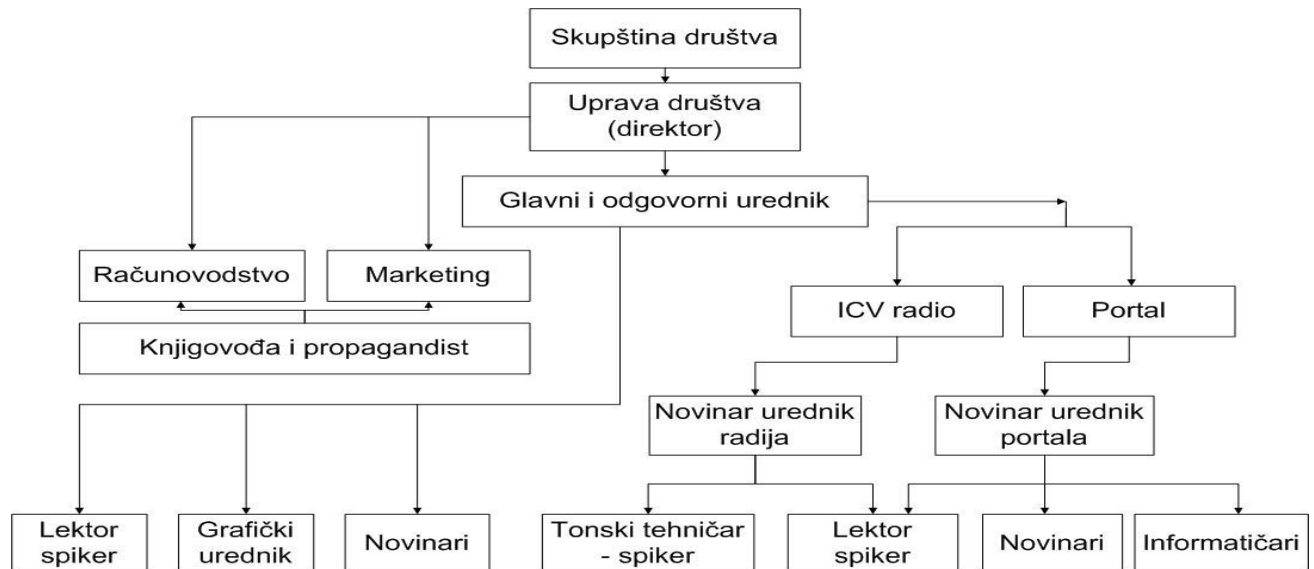 Skupština društva
Uprava društva
(direktor)
Glavni i odgovorni urednik
Računovodstvo
Marketing
ICV radio
Portal
Knjigovođa i propagandist
Novinar urednik
radija
Novinar urednik
portala
Lektor
spiker
Grafički
urednik
Novinari
Tonski tehničar
- spiker
Lektor
spiker
Novinari
Informatičari